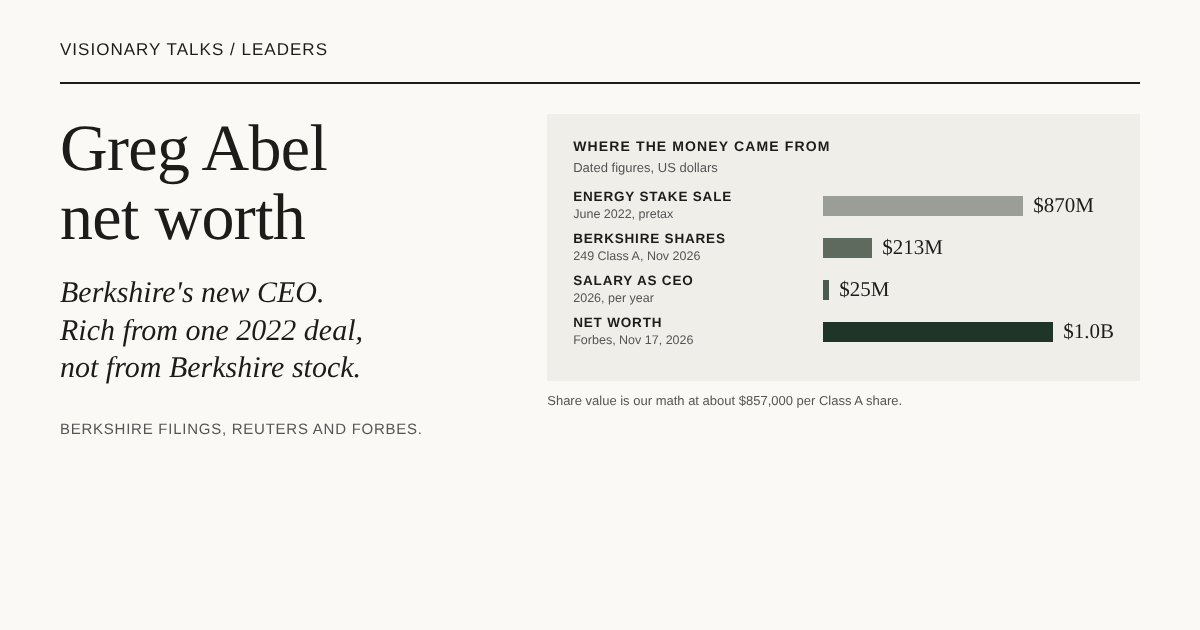 VISIONARY TALKS / LEADERS
Greg Abel
net worth
Berkshire's new CEO.
Rich from one 2022 deal,
not from Berkshire stock.
BERKSHIRE FILINGS, REUTERS AND FORBES.
WHERE THE MONEY CAME FROM
Dated figures, US dollars
ENERGY STAKE SALE
June 2022, pretax
$870M
BERKSHIRE SHARES
249 Class A, Nov 2026
$213M
SALARY AS CEO
2026, per year
$25M
NET WORTH
Forbes, Nov 17, 2026
$1.0B
Share value is our math at about $857,000 per Class A share.